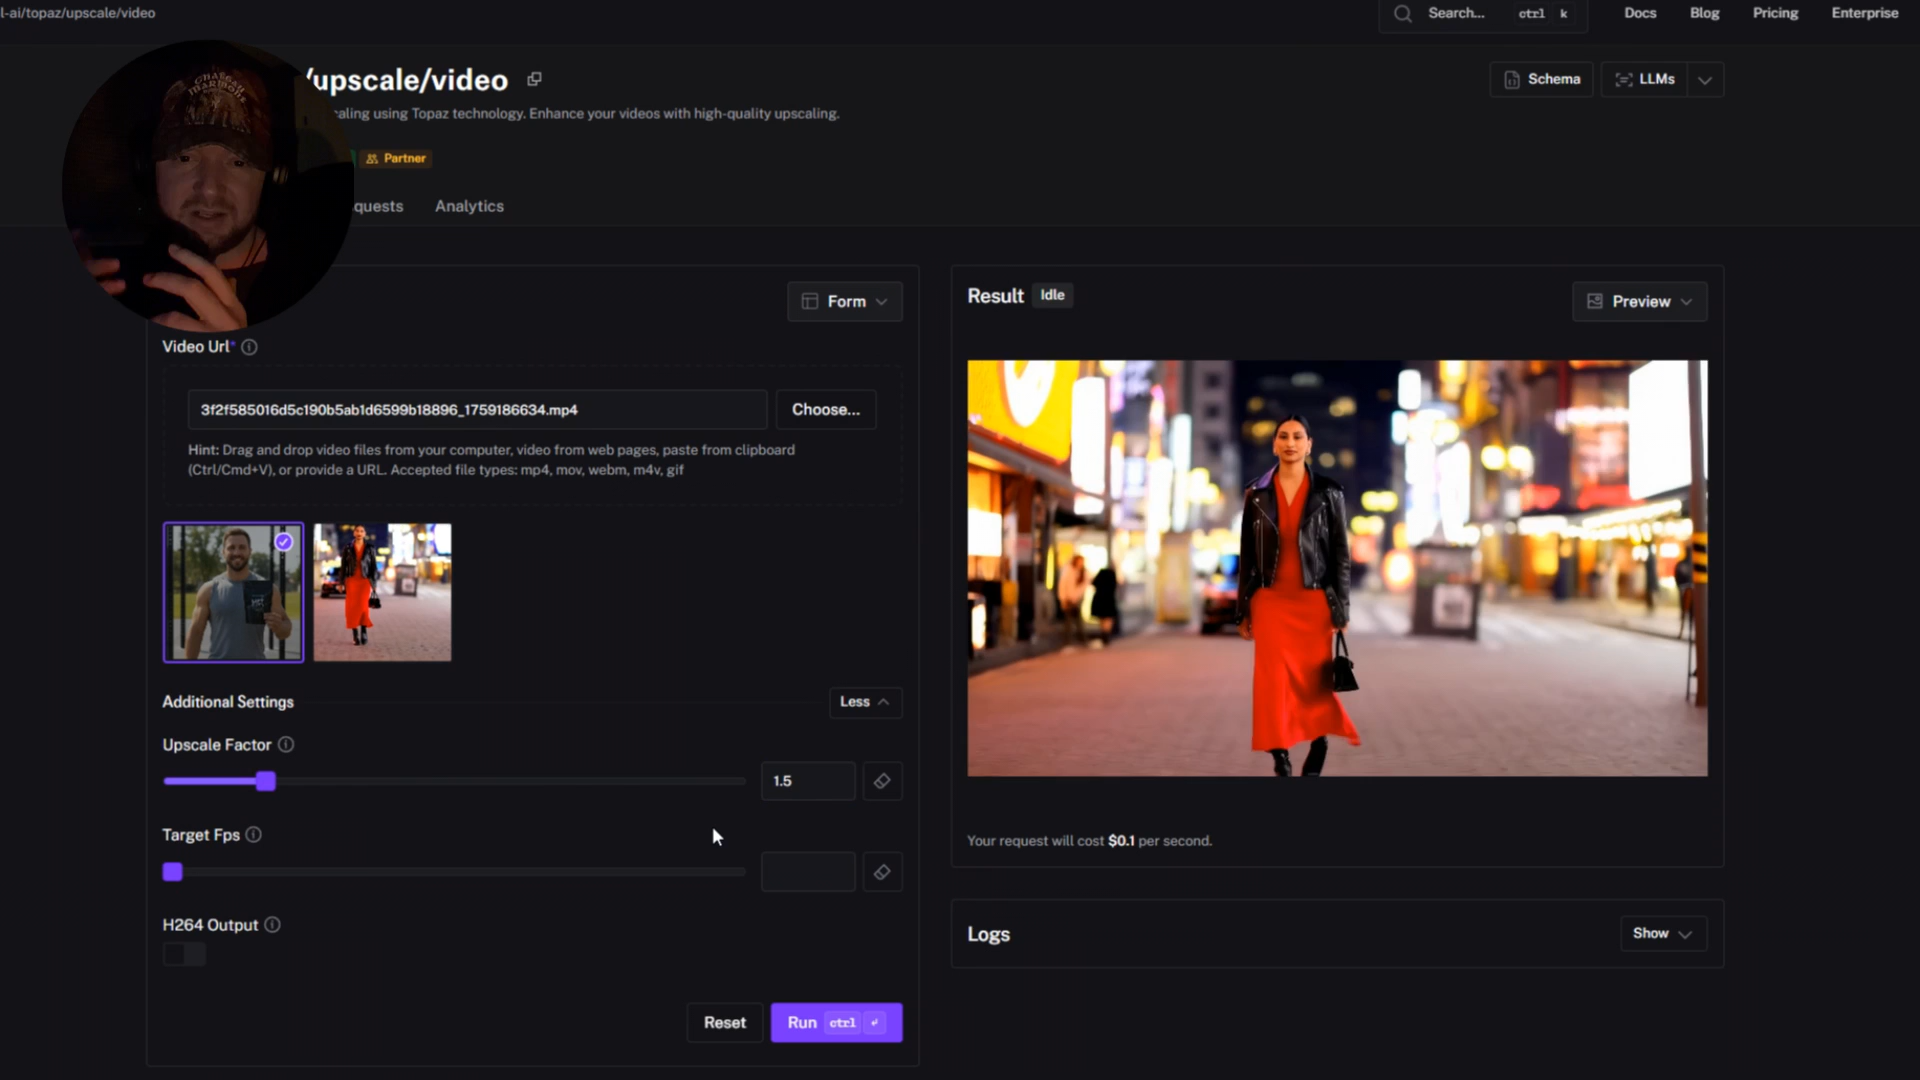 l-ai/topaz/upscale/video
Search...
ctrl k
Docs
Blog
Pricing
Enterprise
/upscale/video
Schema
LLMs
aling using Topaz technology. Enhance your videos with high-quality upscaling.
Partner
quests
Analytics
CHATEAU
MARMONT
Form
Result
Idle
Preview
Video Url*
3f2f585016d5c190b5ab1d6599b18896_1759186634.mp4
Choose...
Hint: Drag and drop video files from your computer, video from web pages, paste from clipboard
(Ctrl/Cmd+V), or provide a URL. Accepted file types: mp4, mov, webm, m4v, gif
Additional Settings
Less
Upscale Factor
1.5
Target Fps
Your request will cost $0.1 per second.
H264 Output
Logs
Show
Reset
Run ctrl